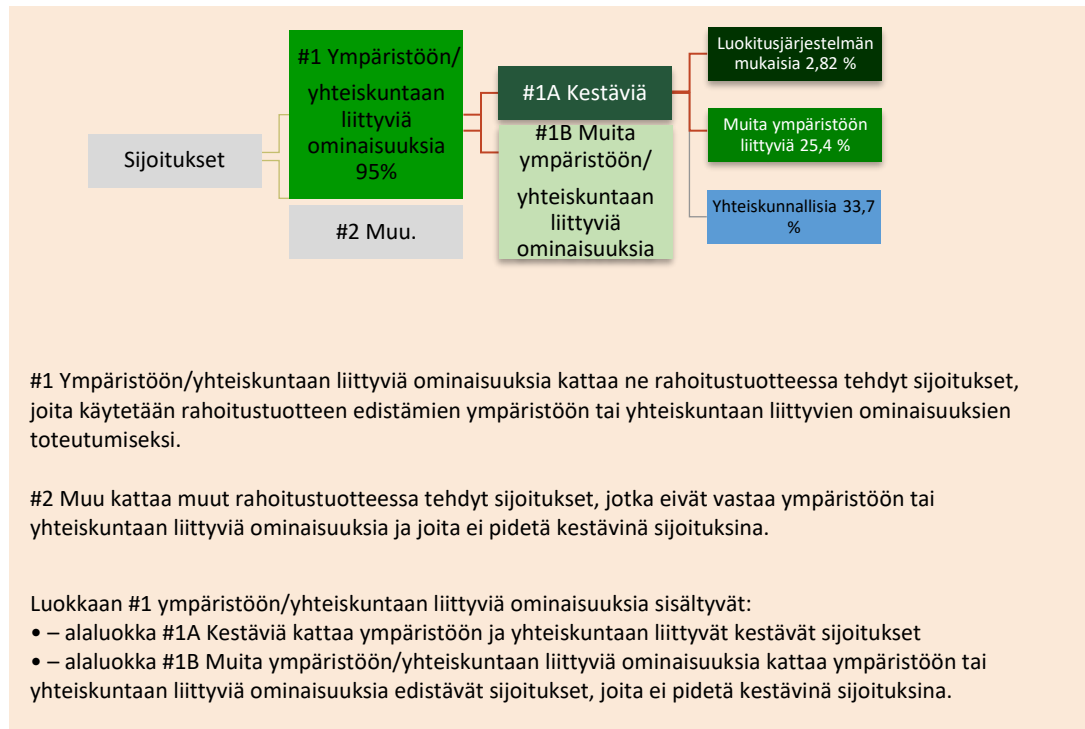 Sijoitukset
#1 Ympäristöön/
yhteiskuntaan
liittyviä
ominaisuuksia
95%
#2 Muu.
#1A Kestäviä
#1B Muita
ympäristöön/
yhteiskuntaan
liittyviä
ominaisuuksia
Luokitusjärjestelmän
mukaisia 2,82 %
Muita ympäristöön
liittyviä 25,4 %
Yhteiskunnallisia 33,7
%
#1 Ympäristöön/yhteiskuntaan liittyviä ominaisuuksia kattaa ne rahoitustuotteessa tehdyt sijoitukset,
joita käytetään rahoitustuotteen edistämien ympäristöön tai yhteiskuntaan liittyvien ominaisuuksien
toteutumiseksi.
#2 Muu kattaa muut rahoitustuotteessa tehdyt sijoitukset, jotka eivät vastaa ympäristöön tai
yhteiskuntaan liittyviä ominaisuuksia ja joita ei pidetä kestävinä sijoituksina.
Luokkaan #1 ympäristöön/yhteiskuntaan liittyviä ominaisuuksia sisältyvät:
• – alaluokka #1A Kestäviä kattaa ympäristöön ja yhteiskuntaan liittyvät kestävät sijoitukset
• – alaluokka #1B Muita ympäristöön/yhteiskuntaan liittyviä ominaisuuksia kattaa ympäristöön tai
yhteiskuntaan liittyviä ominaisuuksia edistävät sijoitukset, joita ei pidetä kestävinä sijoituksina.